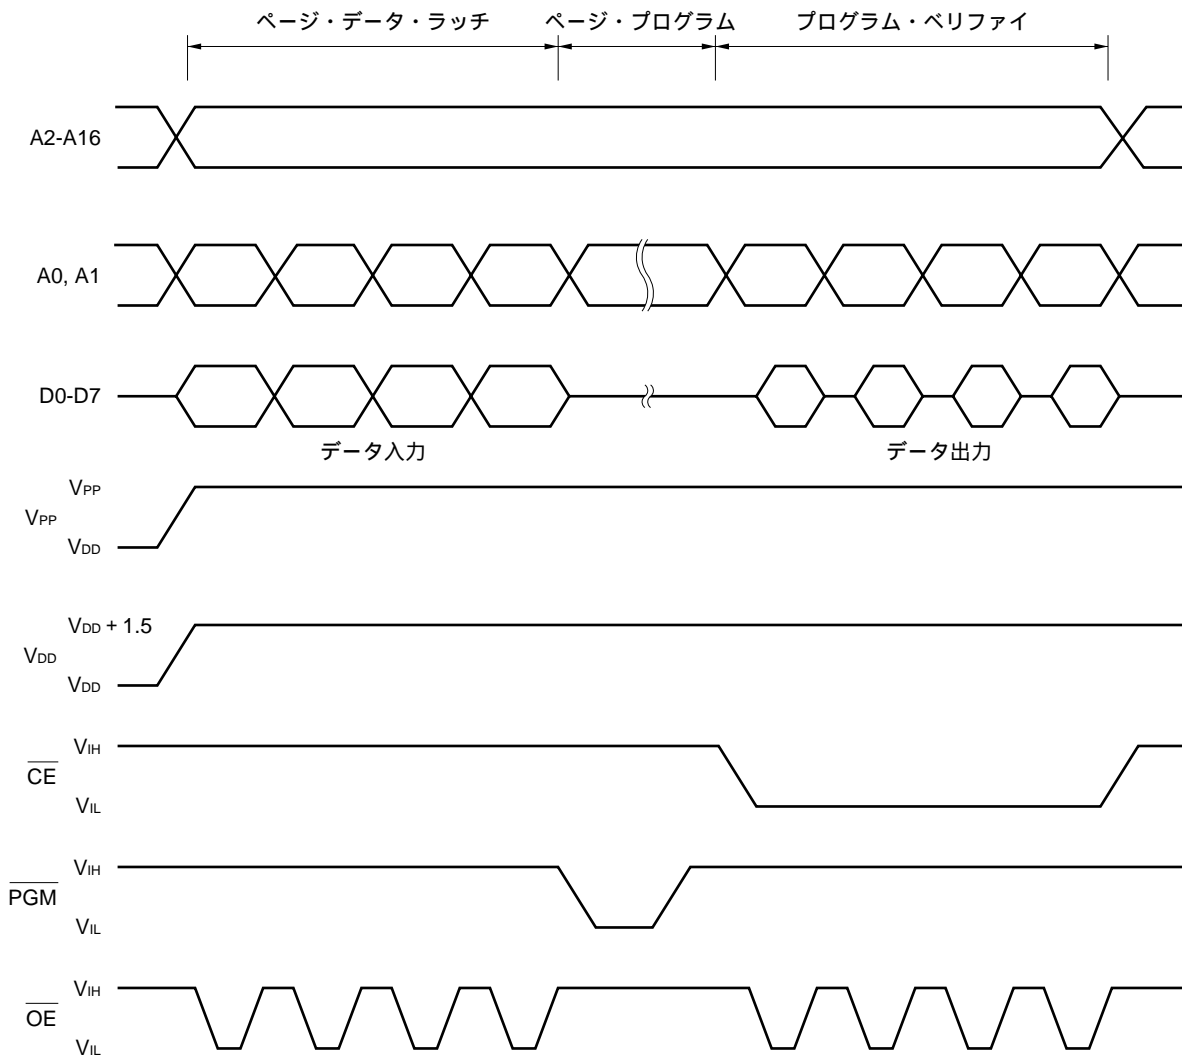 ページ・データ・ラッチ ページ・プログラム プログラム・ベリファイ
A2-A16
A0, A1
D0-D7
データ入力 データ出力
VPP
VPP
VDD
VDD + 1.5
VDD
VDD
VIH
CE
VIL
VIH
PGM
VIL
VIH
OE
VIL